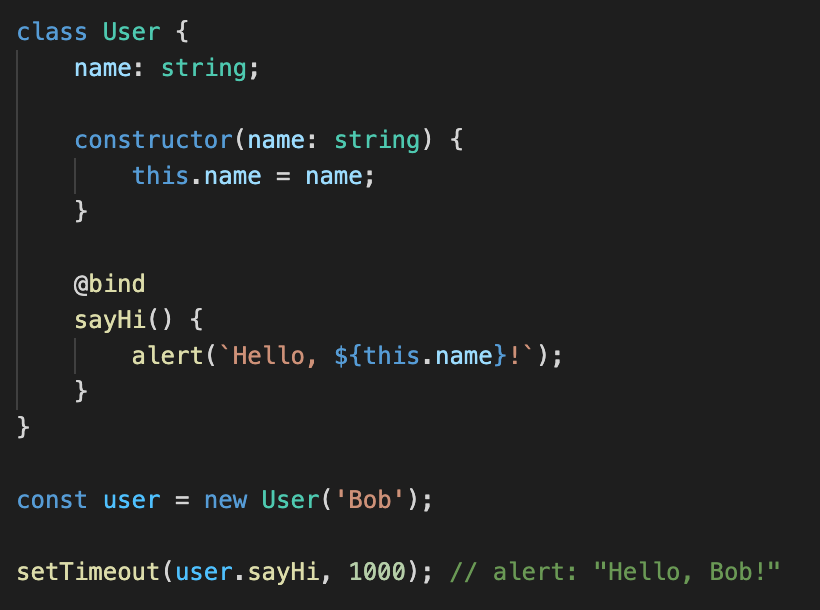 class User {
    name: string;

    constructor(name: string) {
        this.name = name;
    }

    @bind
    sayHi() {
        alert(`Hello, ${this.name}!`);
    }
}

const user = new User('Bob');

setTimeout(user.sayHi, 1000); // alert: "Hello, Bob!"